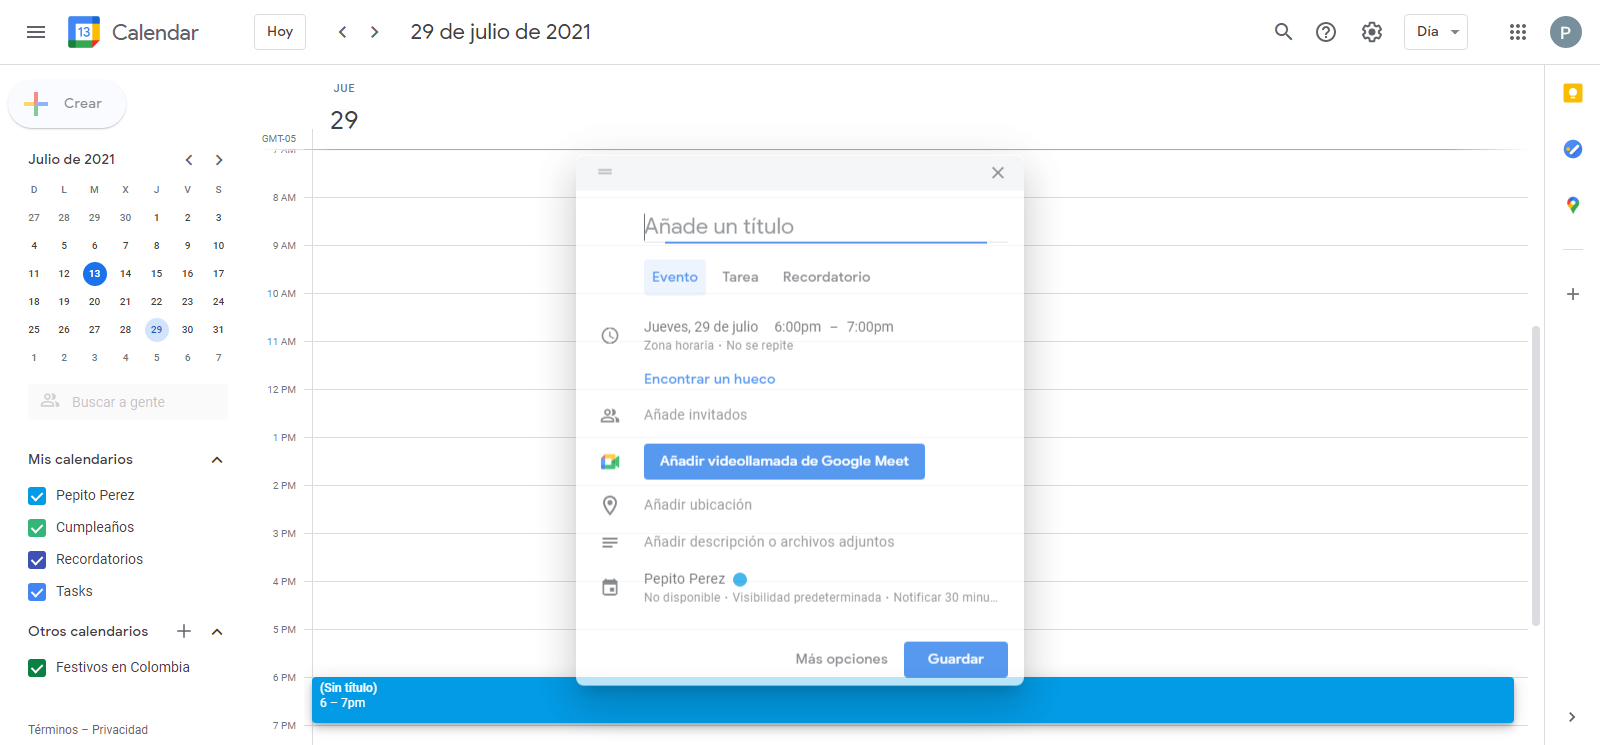 13 Calendar Hoy 29 de julio de 2021 Día P
Crear
Julio de 2021
D L M X J V S
27 28 29 30 1 2 3
4 5 6 7 8 9 10
11 12 13 14 15 16 17
18 19 20 21 22 23 24
25 26 27 28 29 30 31
1 2 3 4 5 6 7
Buscar a gente
Mis calendarios
Pepito Perez
Cumpleaños
Recordatorios
Tasks
Otros calendarios
Festivos en Colombia
Términos – Privacidad
JUE
29
GMT-05
7 AM
8 AM
9 AM
10 AM
11 AM
12 PM
1 PM
2 PM
3 PM
4 PM
5 PM
6 PM
7 PM
(Sin título)
6 – 7pm
Añade un título
Evento Tarea Recordatorio
Jueves, 29 de julio 6:00pm – 7:00pm
Zona horaria · No se repite
Encontrar un hueco
Añade invitados
Añadir videollamada de Google Meet
Añadir ubicación
Añadir descripción o archivos adjuntos
Pepito Perez
No disponible · Visibilidad predeterminada · Notificar 30 minu...
Más opciones Guardar